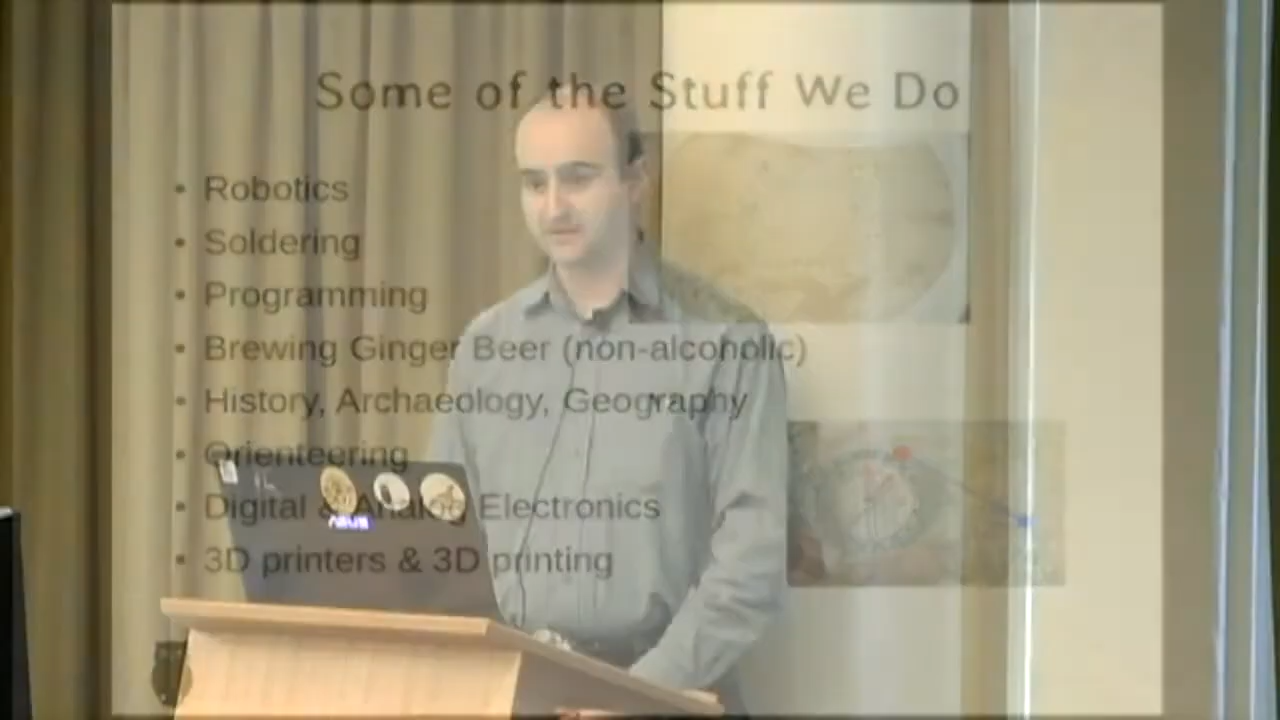 Some of the Stuff We Do
• Robotics
• Soldering
• Programming
• Brewing Ginger Beer (non-alcoholic)
• History, Archaeology, Geography
• Orienteering
• Digital & Analog Electronics
• 3D printers & 3D printing
ASUS